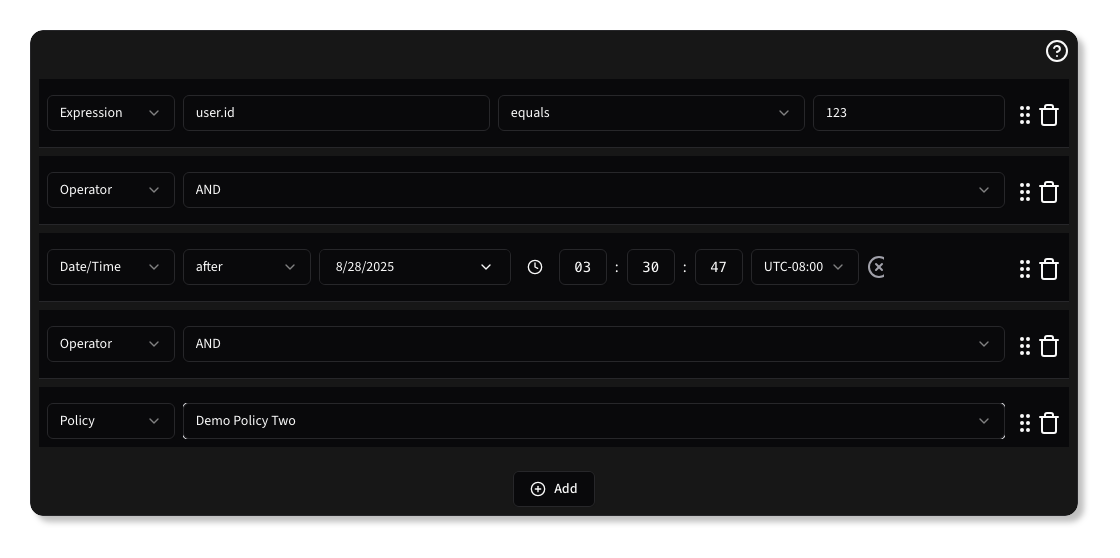 Expression user.id equals 123
Operator AND
Date/Time after 8/28/2025 03 : 30 : 47 UTC-08:00
Operator AND
Policy Demo Policy Two
Add